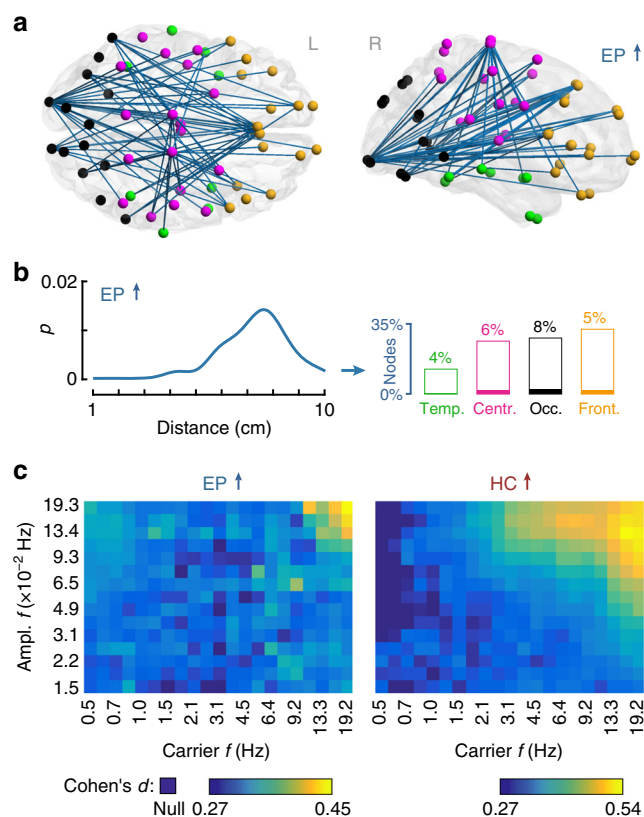 a
L
R
EP ↑
b
0.02
EP ↑
p
0
1
10
Distance (cm)
35%
Nodes
0%
4%
6%
8%
5%
Temp.
Centr.
Occ.
Front.
c
EP ↑
HC ↑
Ampl. f (×10⁻² Hz)
19.3
13.4
9.3
6.5
4.9
3.1
2.2
1.5
0.5 0.7 1.0 1.5 2.1 3.1 4.5 6.4 9.2 13.3 19.2
0.5 0.7 1.0 1.5 2.1 3.1 4.5 6.4 9.2 13.3 19.2
Carrier f (Hz)
Carrier f (Hz)
Cohen's d:
Null
0.27
0.45
0.27
0.54